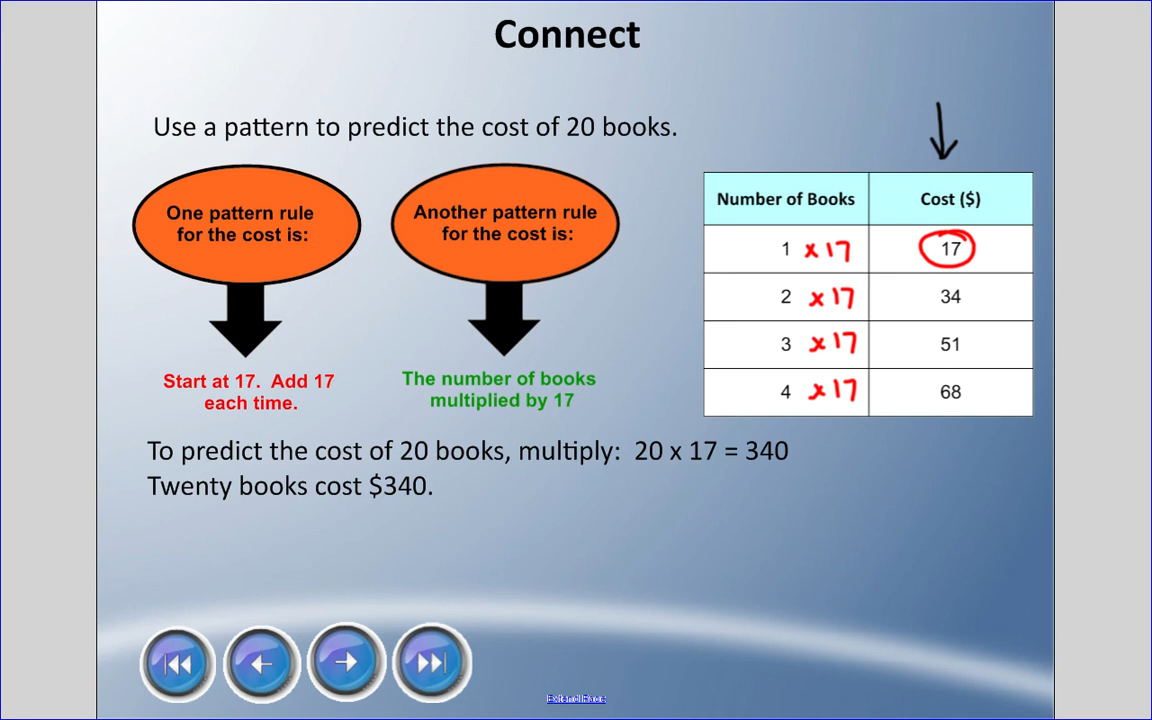 Connect
Use a pattern to predict the cost of 20 books.
One pattern rule
for the cost is:
Another pattern rule
for the cost is:
Start at 17. Add 17
each time.
The number of books
multiplied by 17
Number of Books Cost ($)
1 x 17 17
2 x 17 34
3 x 17 51
4 x 17 68
To predict the cost of 20 books, multiply: 20 x 17 = 340
Twenty books cost $340.
Extend Page